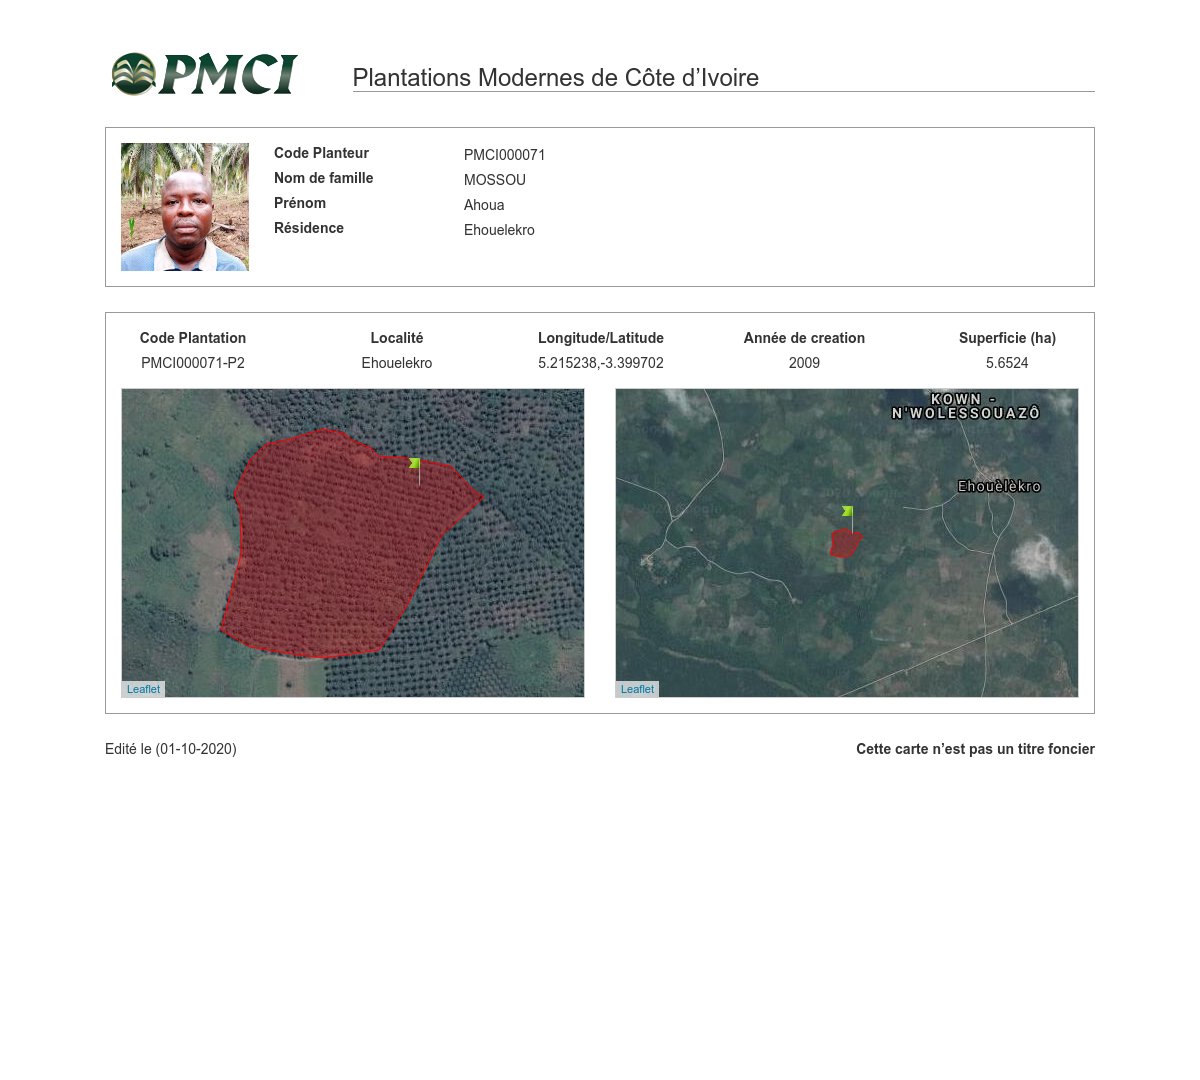 PMCI
Plantations Modernes de Côte d’Ivoire
Code Planteur PMCI000071
Nom de famille MOSSOU
Prénom Ahoua
Résidence Ehouelekro
Code Plantation Localité Longitude/Latitude Année de creation Superficie (ha)
PMCI000071-P2 Ehouelekro 5.215238,-3.399702 2009 5.6524
KOWN -
N'WOLESSOUAZÔ
Ehouèlèkro
Leaflet Leaflet
Edité le (01-10-2020) Cette carte n’est pas un titre foncier